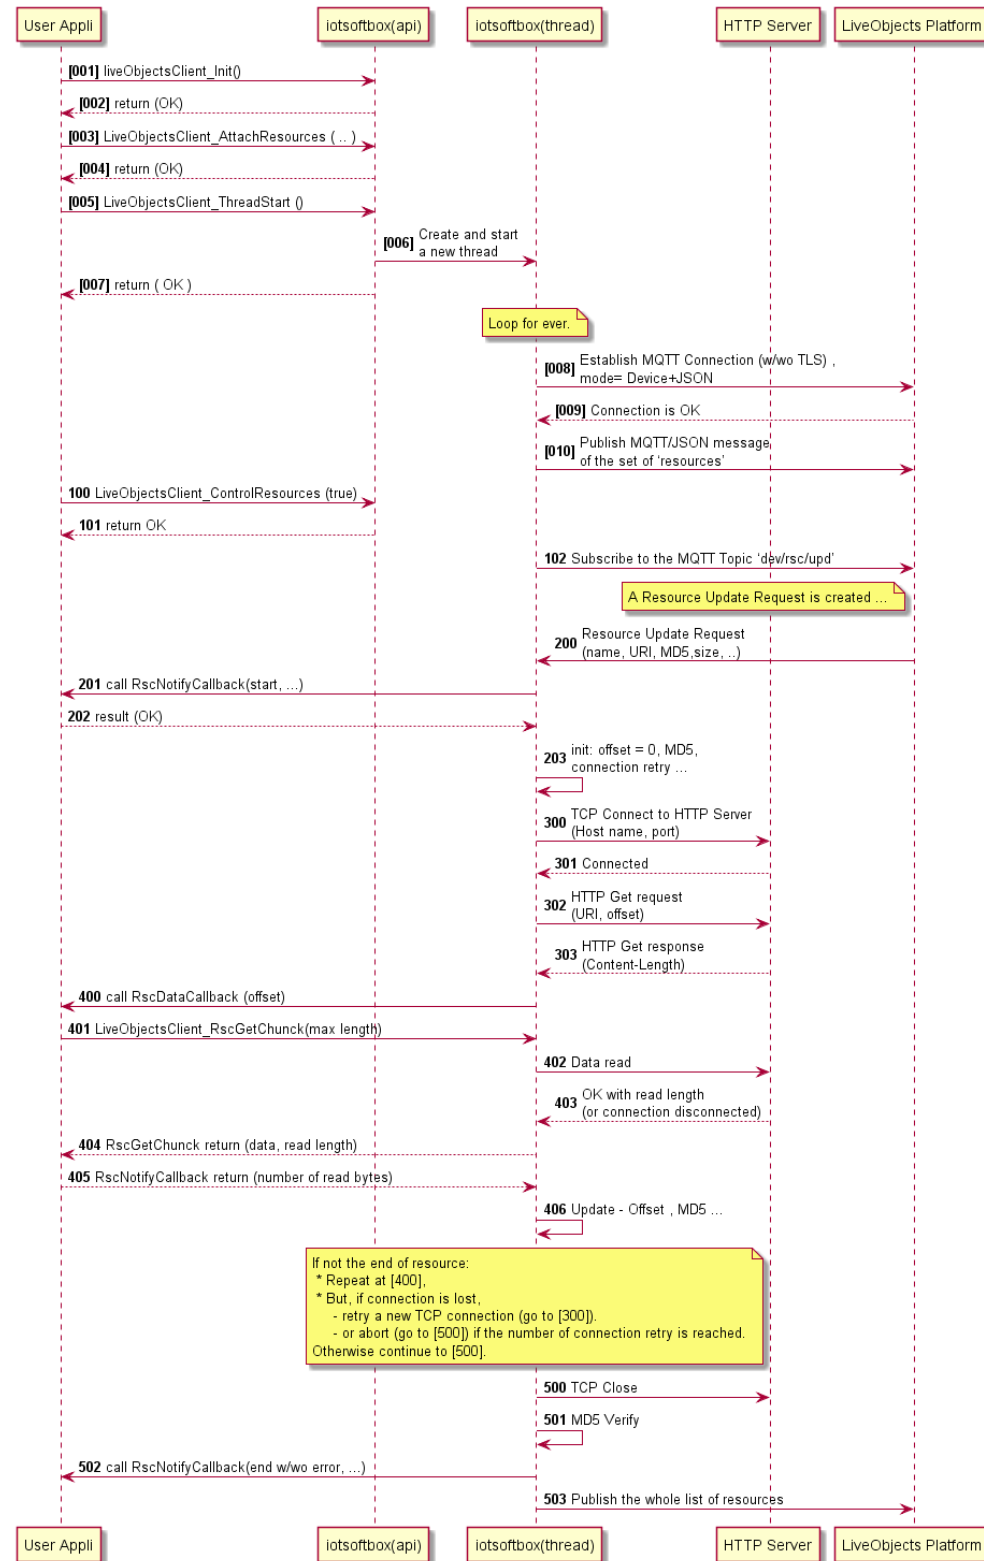 User Appli
iotsoftbox(api)
iotsoftbox(thread)
HTTP Server
LiveObjects Platform
[001] liveObjectsClient_Init()
[002] return (OK)
[003] LiveObjectsClient_AttachResources ( .. )
[004] return (OK)
[005] LiveObjectsClient_ThreadStart ()
[006] Create and start
a new thread
[007] return ( OK )
Loop for ever.
[008] Establish MQTT Connection (w/wo TLS) ,
mode= Device+JSON
[009] Connection is OK
[010] Publish MQTT/JSON message
of the set of ‘resources’
100 LiveObjectsClient_ControlResources (true)
101 return OK
102 Subscribe to the MQTT Topic ‘dev/rsc/upd’
A Resource Update Request is created ...
200 Resource Update Request
(name, URI, MD5,size, ..)
201 call RscNotifyCallback(start, ...)
202 result (OK)
203 init: offset = 0, MD5,
connection retry ...
300 TCP Connect to HTTP Server
(Host name, port)
301 Connected
302 HTTP Get request
(URI, offset)
303 HTTP Get response
(Content-Length)
400 call RscDataCallback (offset)
401 LiveObjectsClient_RscGetChunck(max length)
402 Data read
403 OK with read length
(or connection disconnected)
404 RscGetChunck return (data, read length)
405 RscNotifyCallback return (number of read bytes)
406 Update - Offset , MD5 ...
If not the end of resource:
* Repeat at [400],
* But, if connection is lost,
- retry a new TCP connection (go to [300]).
- or abort (go to [500]) if the number of connection retry is reached.
Otherwise continue to [500].
500 TCP Close
501 MD5 Verify
502 call RscNotifyCallback(end w/wo error, ...)
503 Publish the whole list of resources
User Appli
iotsoftbox(api)
iotsoftbox(thread)
HTTP Server
LiveObjects Platform